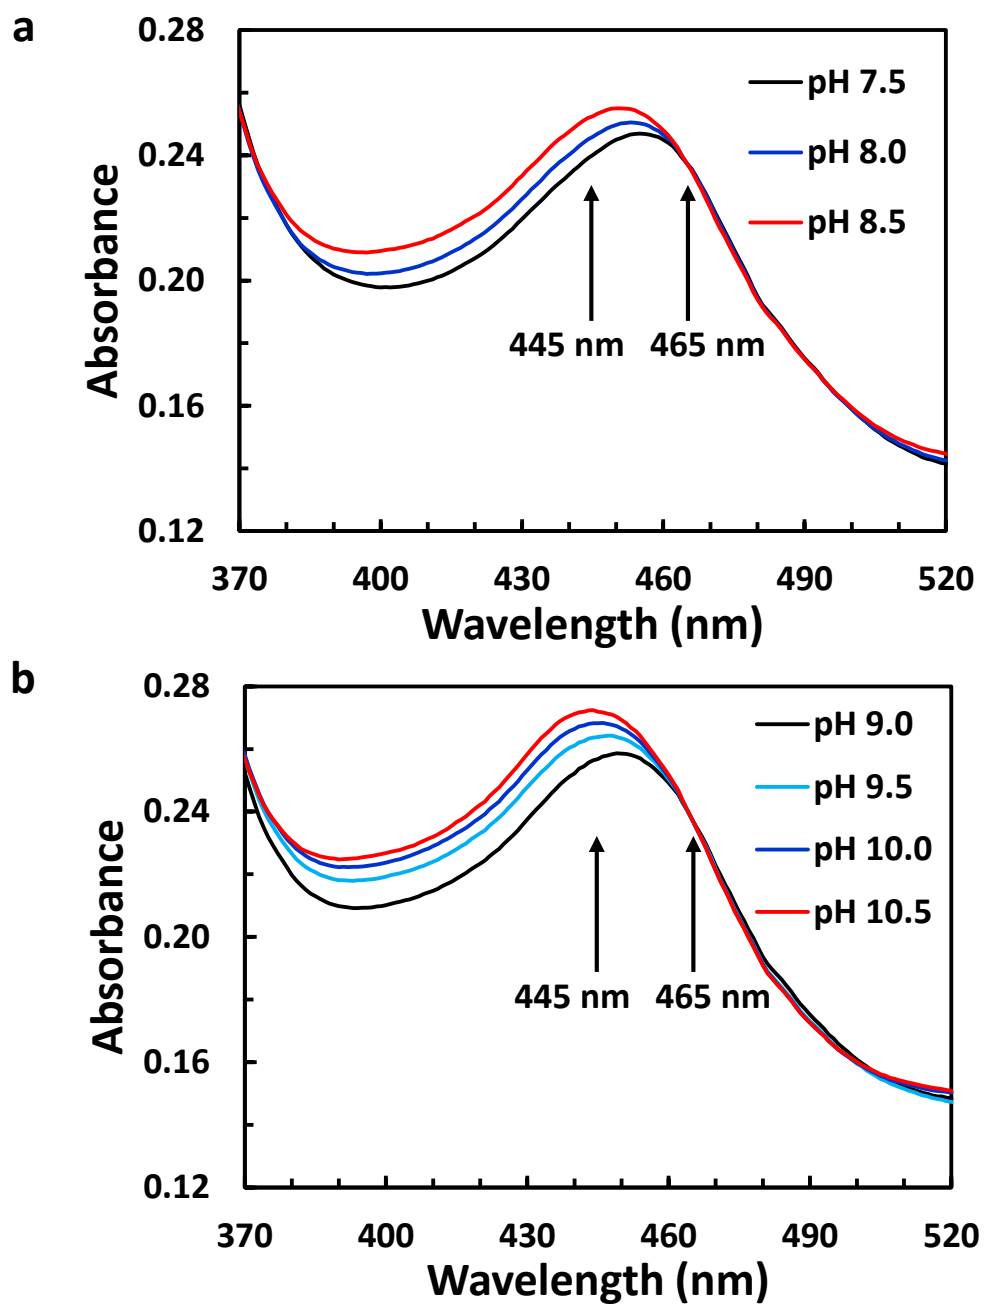 a
0.28
0.24
0.20
0.16
0.12
Absorbance
pH 7.5
pH 8.0
pH 8.5
445 nm
465 nm
370
400
430
460
490
520
Wavelength (nm)
b
0.28
0.24
0.20
0.16
0.12
Absorbance
pH 9.0
pH 9.5
pH 10.0
pH 10.5
445 nm
465 nm
370
400
430
460
490
520
Wavelength (nm)